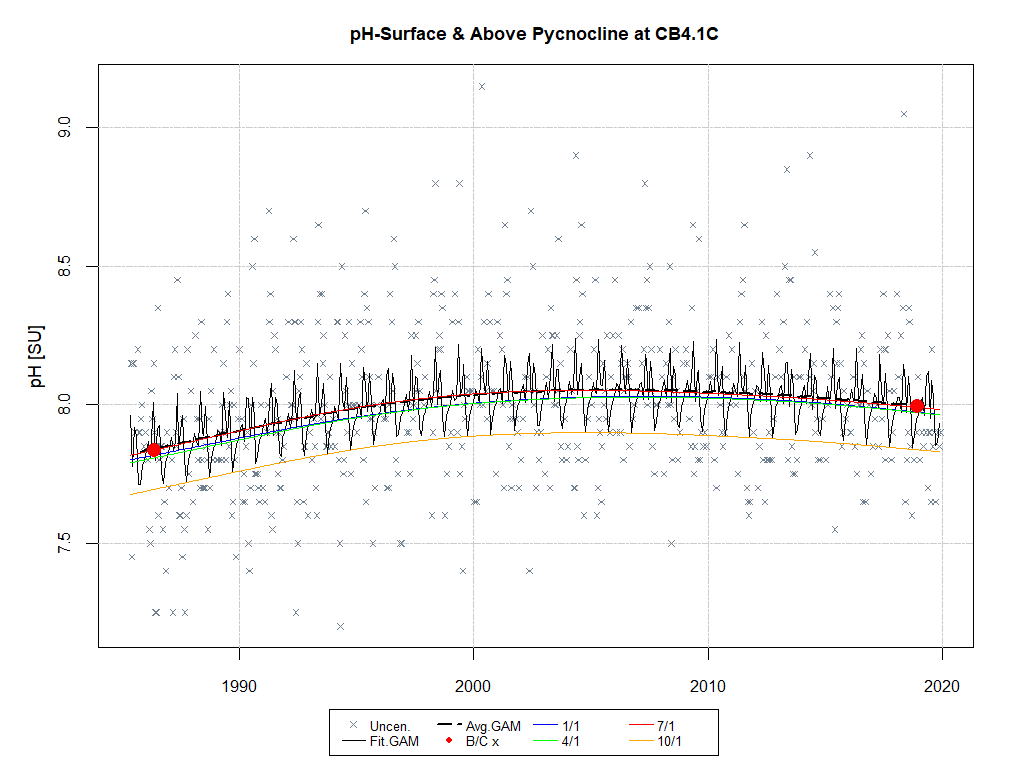 pH-Surface & Above Pycnocline at CB4.1C
pH [SU]
9.0
8.5
8.0
7.5
1990 2000 2010 2020
Uncen. Avg.GAM 1/1 7/1
Fit.GAM B/C x 4/1 10/1